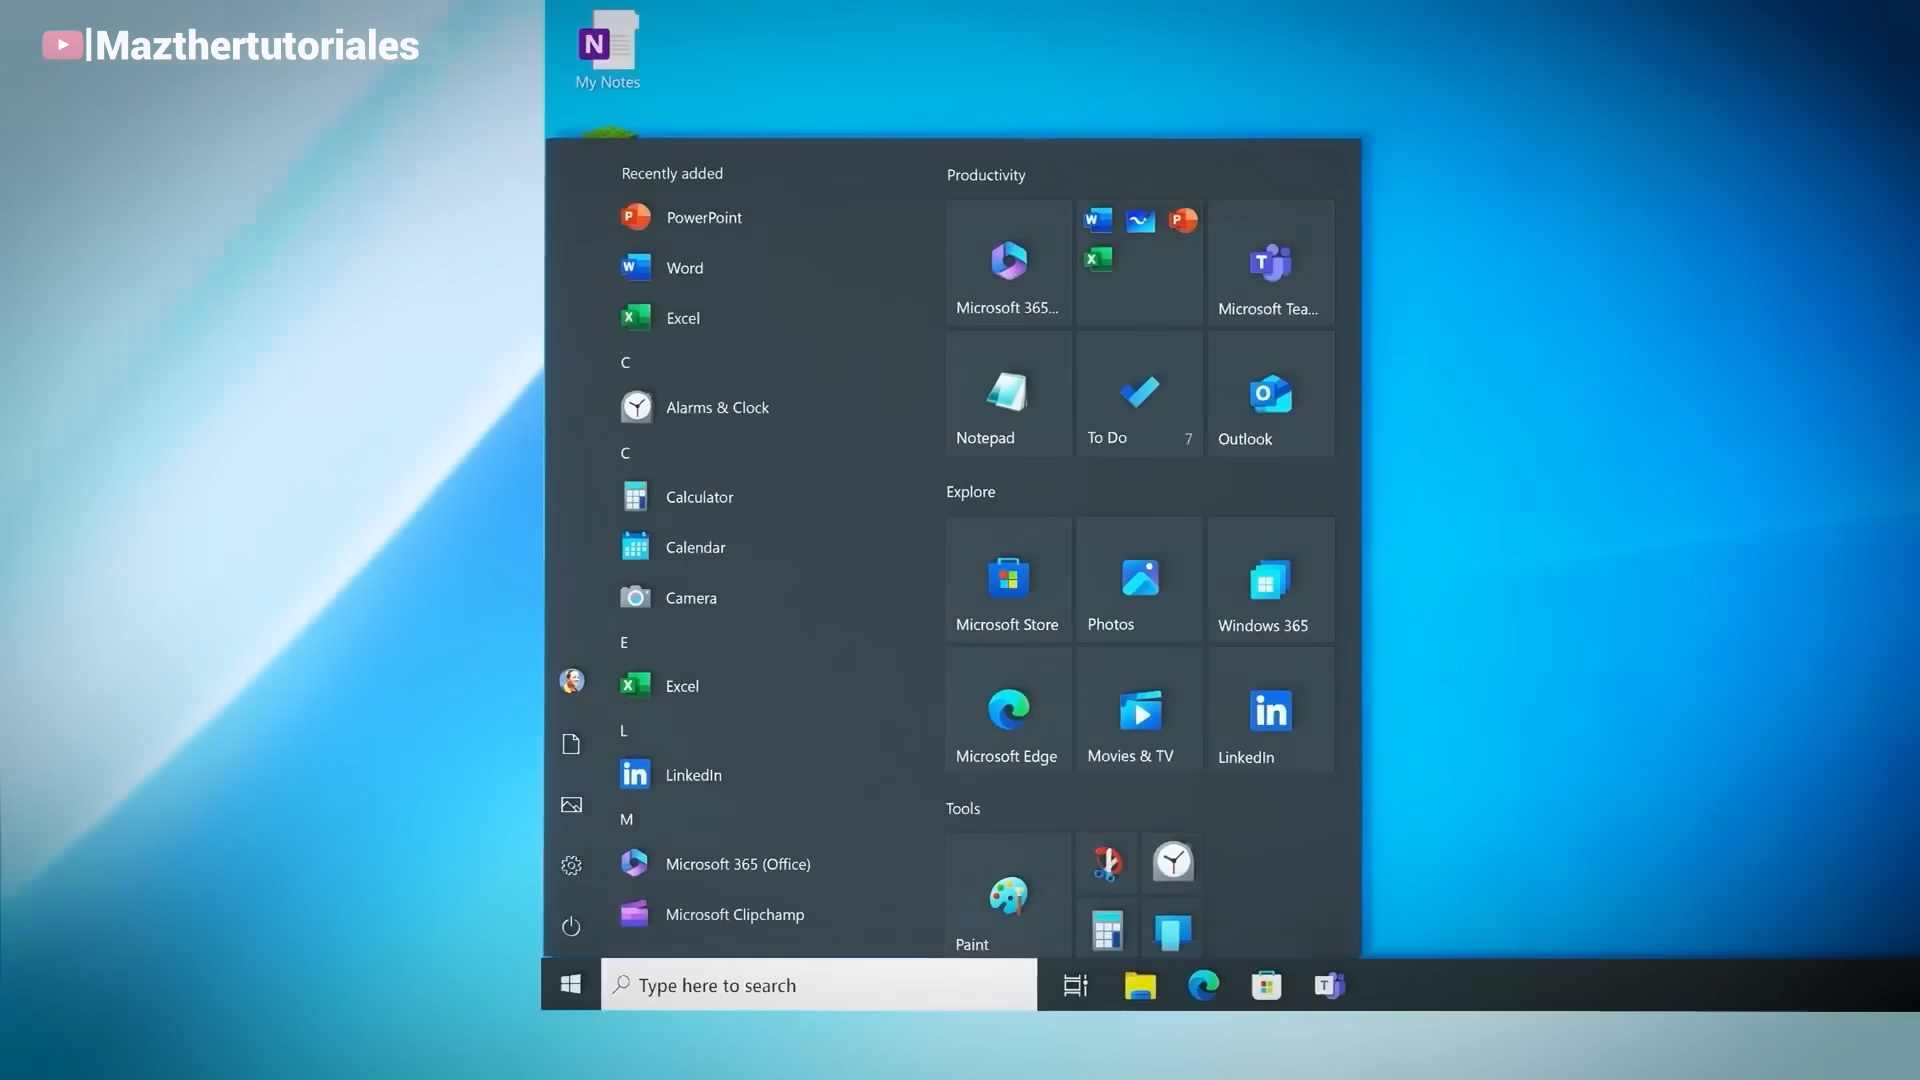 |Mazthertutoriales
My Notes
Recently added
PowerPoint
Word
Excel
C
Alarms & Clock
C
Calculator
Calendar
Camera
E
Excel
L
LinkedIn
M
Microsoft 365 (Office)
Microsoft Clipchamp
Productivity
Microsoft 365...
Microsoft Tea...
Notepad
To Do 7
Outlook
Explore
Microsoft Store
Photos
Windows 365
Microsoft Edge
Movies & TV
LinkedIn
Tools
Paint
Type here to search